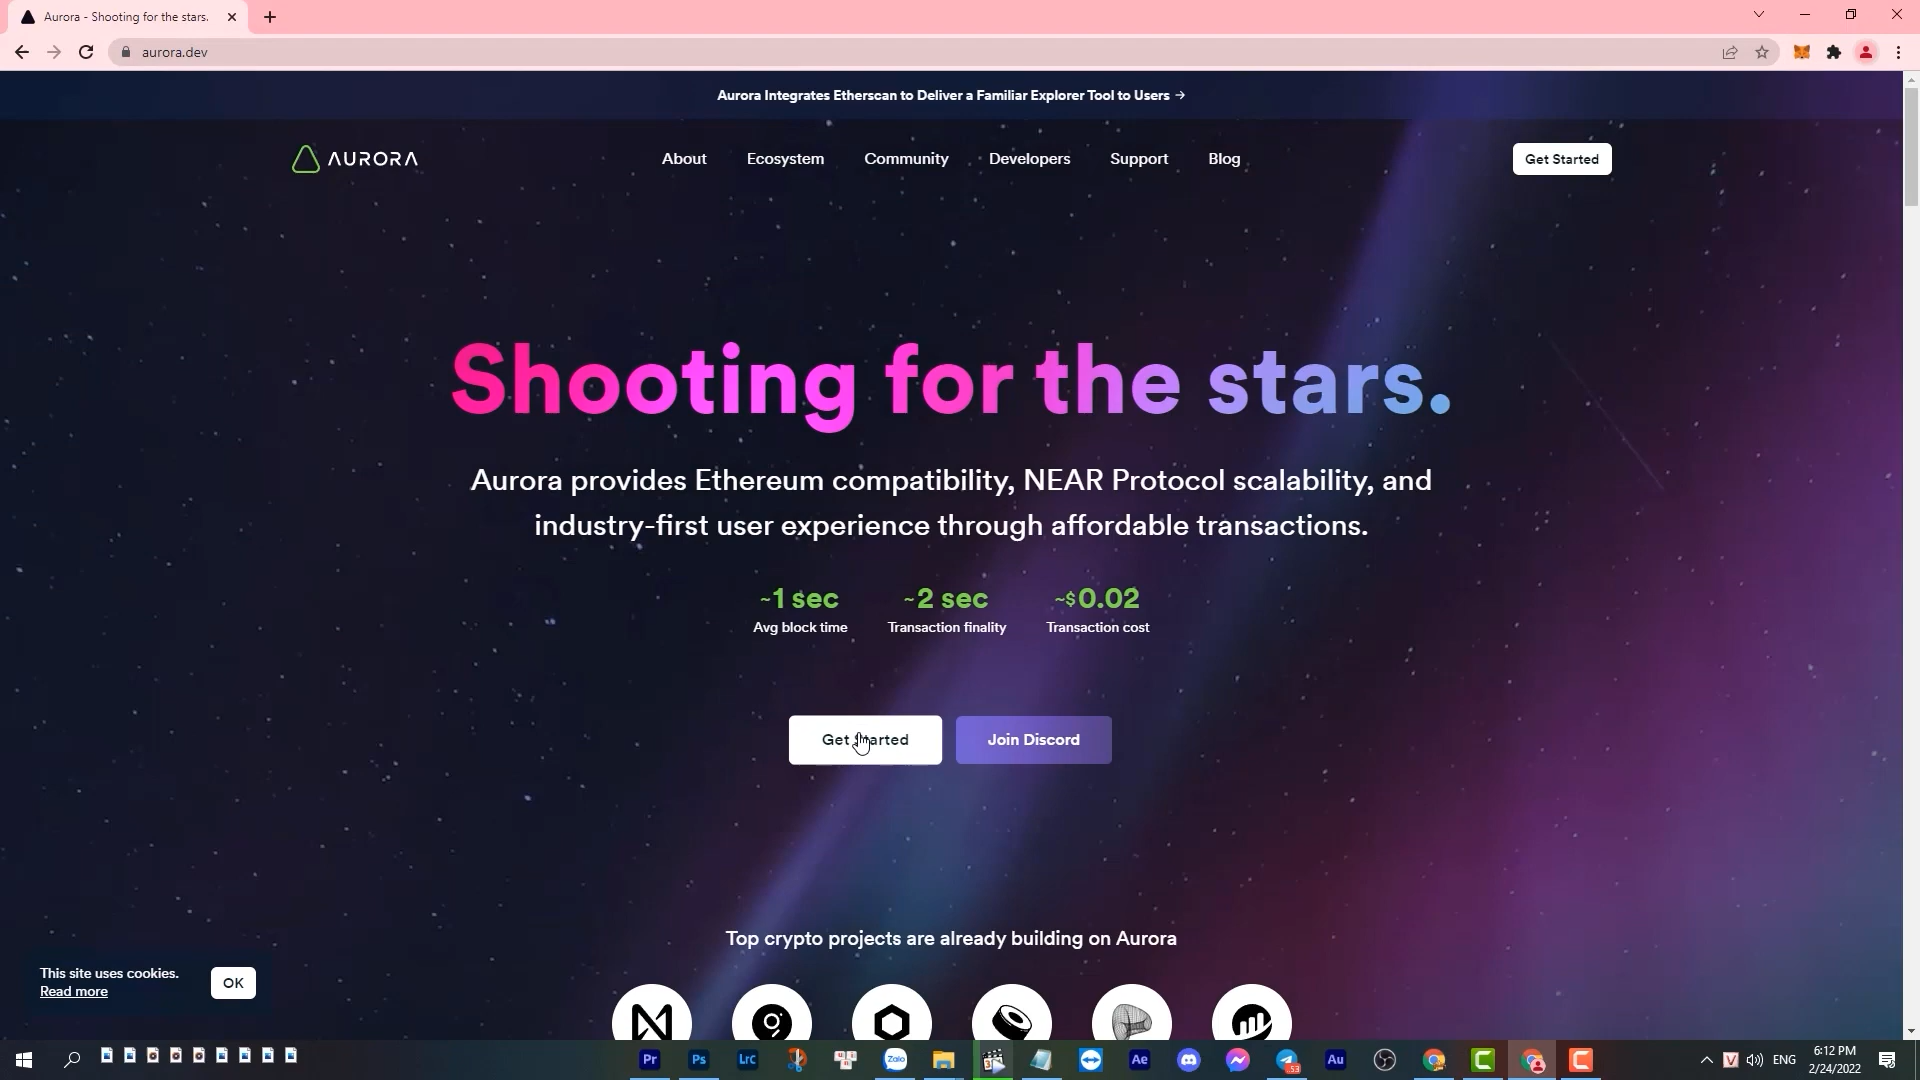 Aurora - Shooting for the stars.
aurora.dev
Aurora Integrates Etherscan to Deliver a Familiar Explorer Tool to Users →
AURORA
About
Ecosystem
Community
Developers
Support
Blog
Get Started
Shooting for the stars.
Aurora provides Ethereum compatibility, NEAR Protocol scalability, and
industry-first user experience through affordable transactions.
~1 sec
Avg block time
~2 sec
Transaction finality
~$0.02
Transaction cost
Get Started
Join Discord
Top crypto projects are already building on Aurora
This site uses cookies.
Read more
OK
Pr
Ps
LrC
Zalo
Ae
53
Au
V
ENG
6:12 PM
2/24/2022